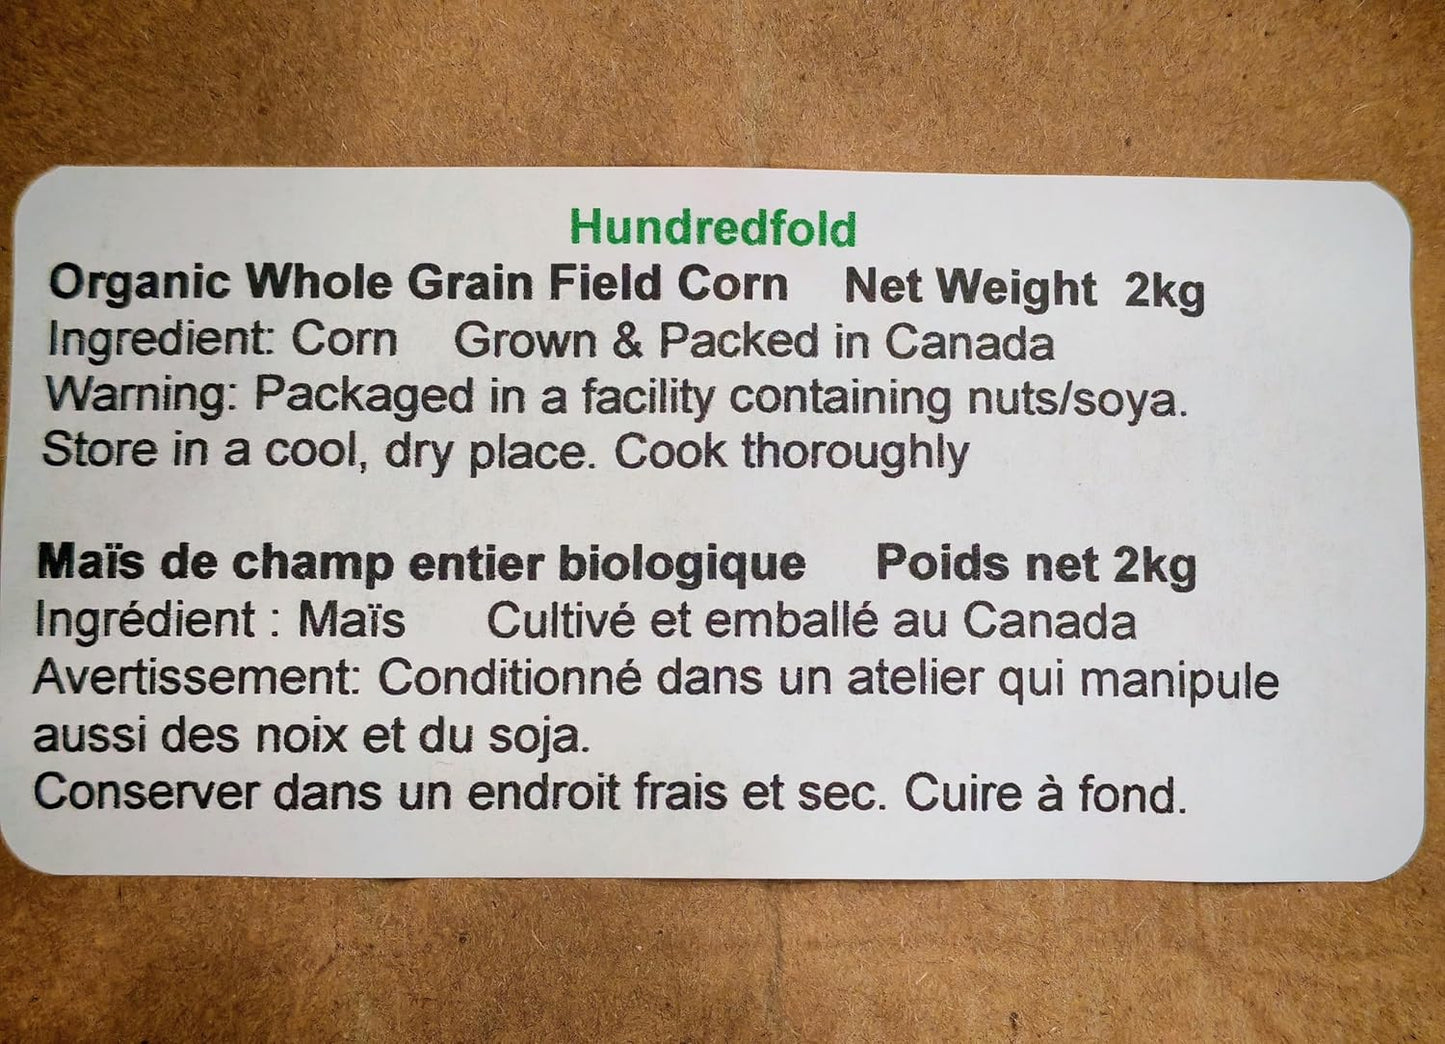 Hundredfold
Organic Whole Grain Field Corn Net Weight 2kg
Ingredient: Corn Grown & Packed in Canada
Warning: Packaged in a facility containing nuts/soya.
Store in a cool, dry place. Cook thoroughly
Maïs de champ entier biologique Poids net 2kg
Ingrédient : Maïs Cultivé et emballé au Canada
Avertissement: Conditionné dans un atelier qui manipule
aussi des noix et du soja.
Conserver dans un endroit frais et sec. Cuire à fond.